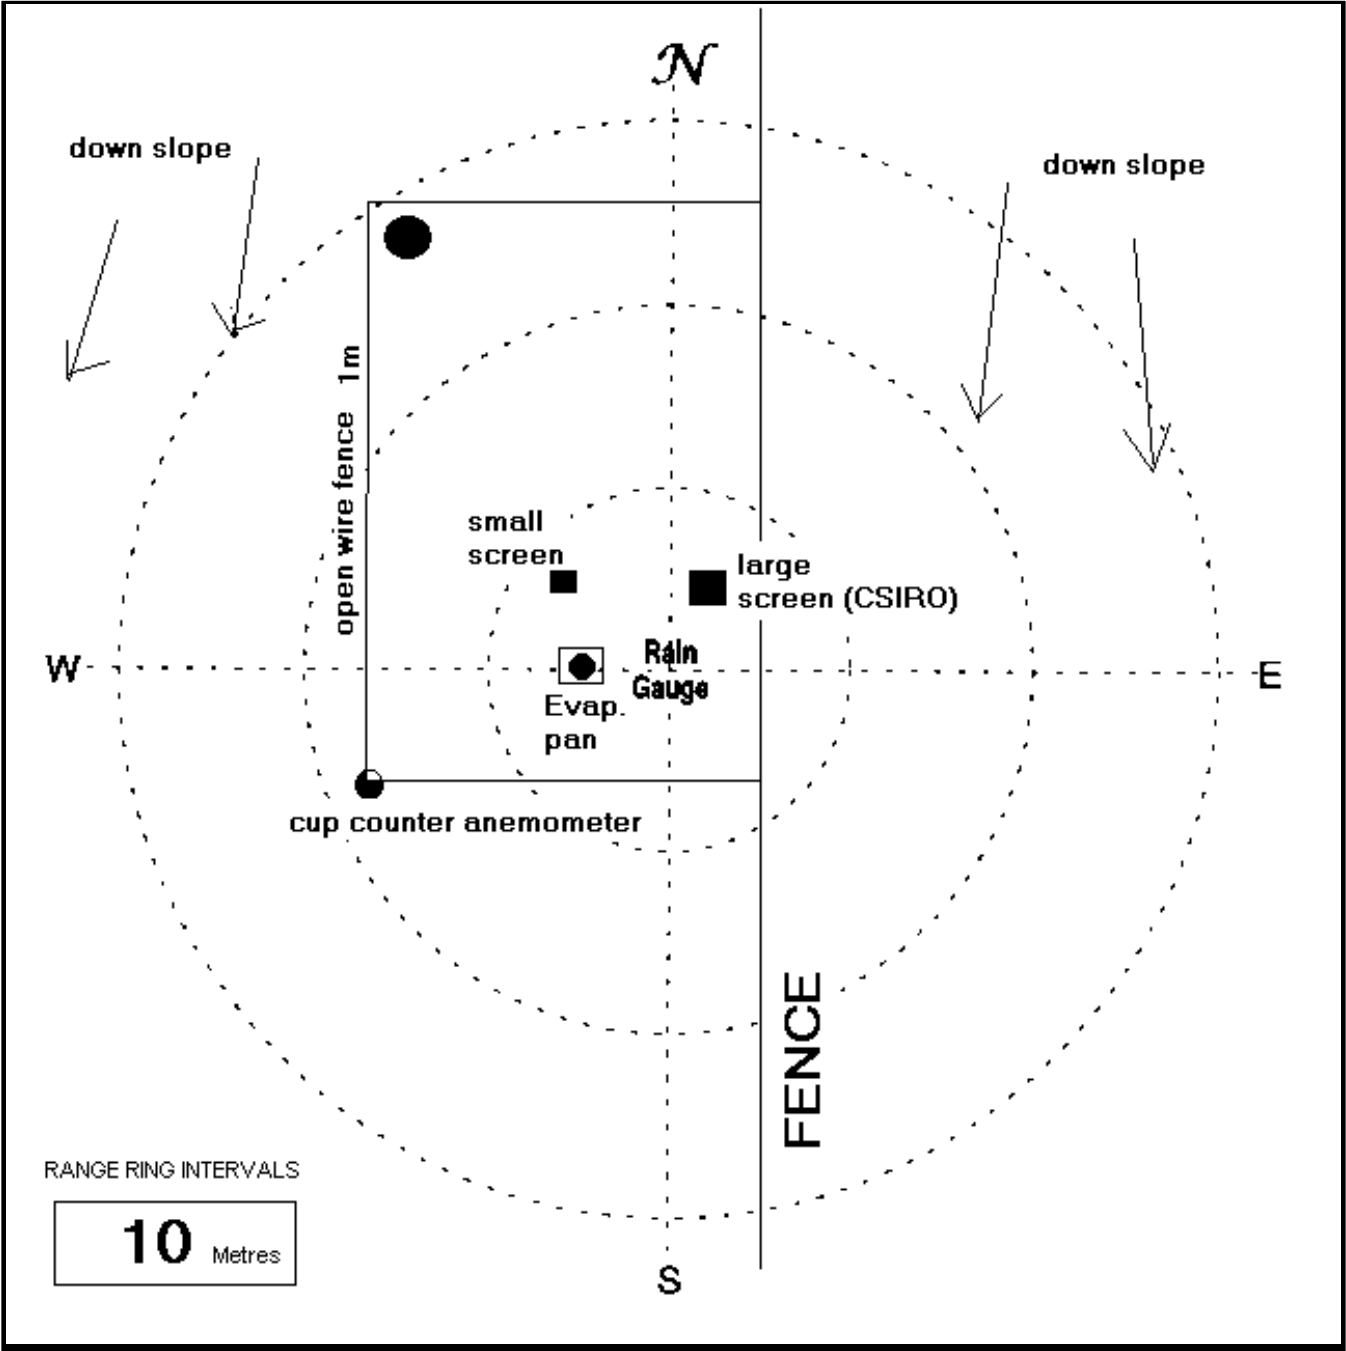 N
down slope
down slope
open wire fence 1m
small
screen
large
screen (CSIRO)
W
Rain
Gauge
E
Evap.
pan
cup counter anemometer
FENCE
RANGE RING INTERVALS
10 Metres
S